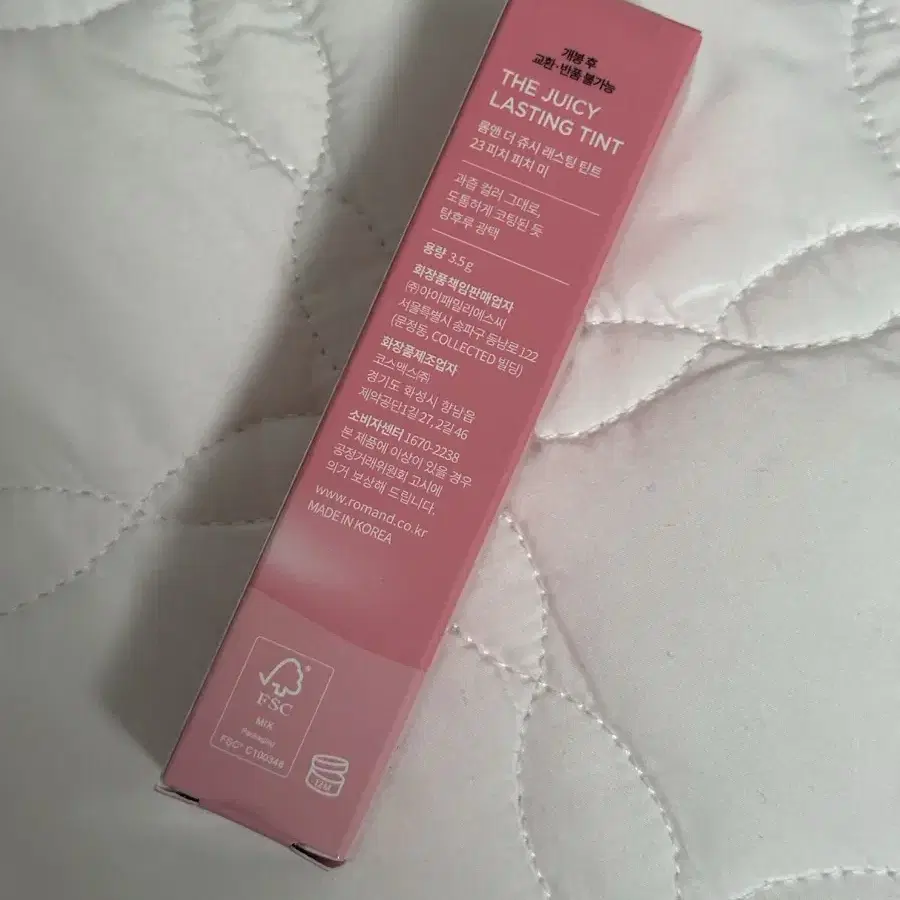 개봉 후
교환·반품 불가능
THE JUICY
LASTING TINT
롬앤 더 쥬시 래스팅 틴트
23 피치 피치 미
과즙 컬러 그대로,
도톰하게 코팅된 듯
탕후루 광택
용량 3.5 g
화장품책임판매업자
㈜아이패밀리에스씨
서울특별시 송파구 동남로 122
(문정동, COLLECTED 빌딩)
화장품제조업자
코스맥스㈜
경기도 화성시 향남읍
제약공단1길 27, 2길 46
소비자센터 1670-2238
본 제품에 이상이 있을 경우
공정거래위원회 고시에
의거 보상해 드립니다.
www.romand.co.kr
MADE IN KOREA
FSC®
MIX
Packaging
FSC® C100346
12M